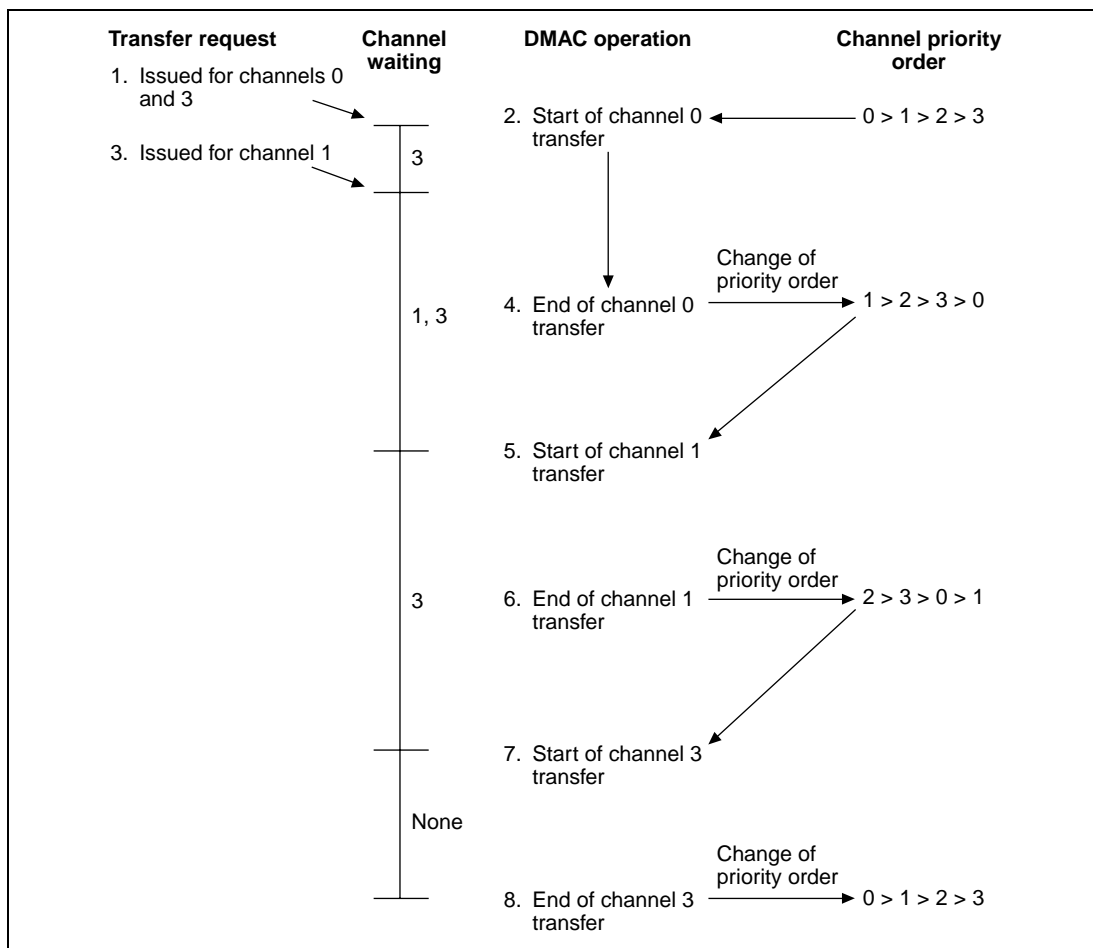 Transfer request
Channel
waiting
DMAC operation
Channel priority
order
1. Issued for channels 0
and 3
2. Start of channel 0
transfer
0 > 1 > 2 > 3
3
3. Issued for channel 1
1, 3
4. End of channel 0
transfer
Change of
priority order
1 > 2 > 3 > 0
5. Start of channel 1
transfer
3
6. End of channel 1
transfer
Change of
priority order
2 > 3 > 0 > 1
7. Start of channel 3
transfer
None
8. End of channel 3
transfer
Change of
priority order
0 > 1 > 2 > 3